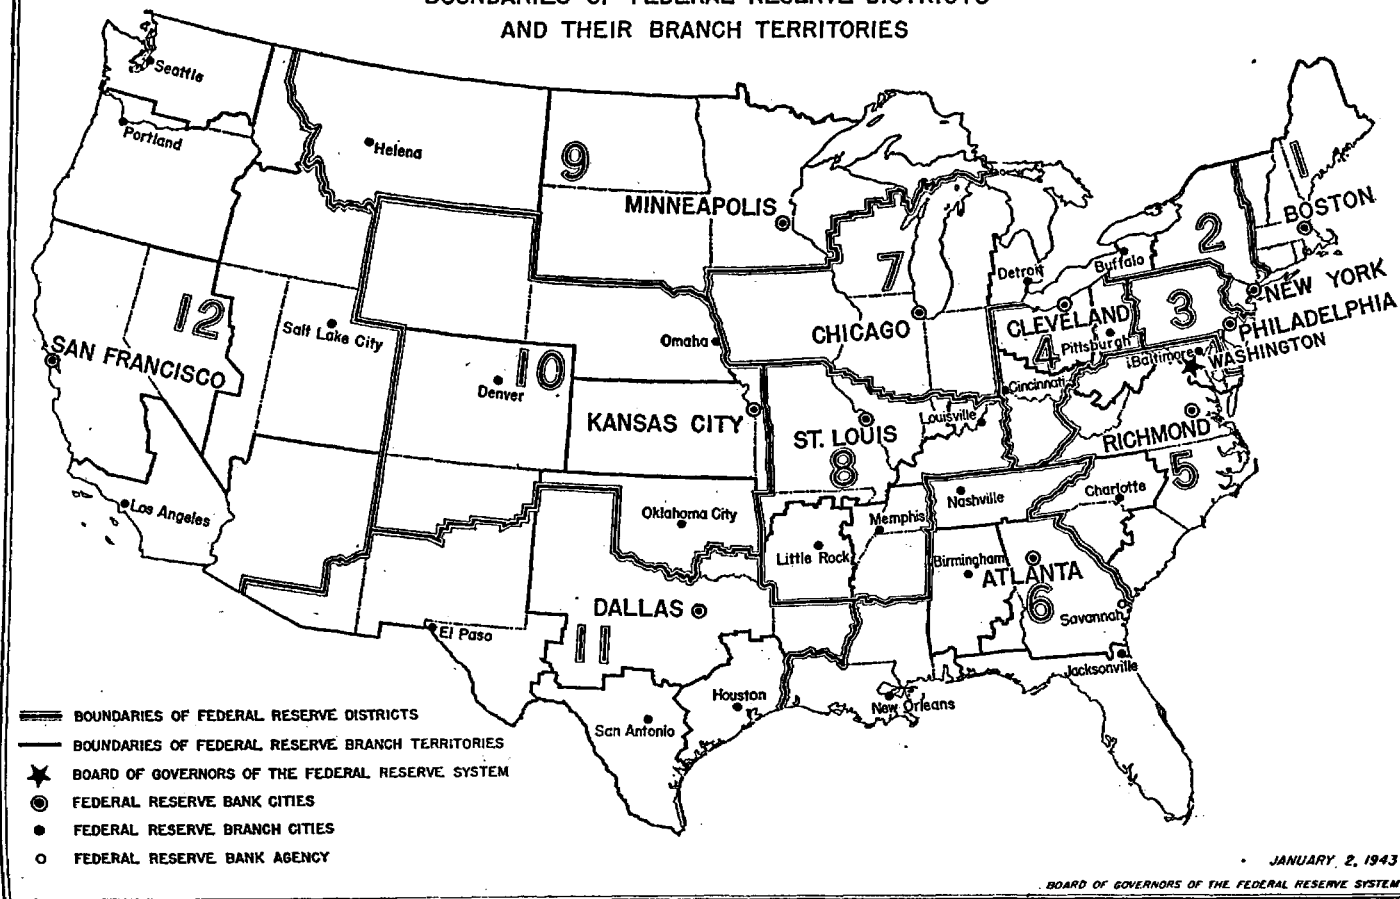 BOUNDARIES OF FEDERAL RESERVE DISTRICTS
AND THEIR BRANCH TERRITORIES
Seattle
Portland
Helena
9
MINNEAPOLIS
1
BOSTON
2
Buffalo
NEW YORK
7
Detroit
12
SAN FRANCISCO
Salt Lake City
Omaha
CHICAGO
CLEVELAND
4
Pittsburgh
3
PHILADELPHIA
Baltimore
WASHINGTON
10
Denver
Cincinnati
KANSAS CITY
ST. LOUIS
8
Louisville
RICHMOND
5
Los Angeles
Oklahoma City
Nashville
Charlotte
Memphis
Little Rock
Birmingham
ATLANTA
6
Savannah
DALLAS
11
El Paso
Jacksonville
Houston
San Antonio
New Orleans
BOUNDARIES OF FEDERAL RESERVE DISTRICTS
BOUNDARIES OF FEDERAL RESERVE BRANCH TERRITORIES
BOARD OF GOVERNORS OF THE FEDERAL RESERVE SYSTEM
FEDERAL RESERVE BANK CITIES
FEDERAL RESERVE BRANCH CITIES
FEDERAL RESERVE BANK AGENCY
JANUARY 2, 1943
BOARD OF GOVERNORS OF THE FEDERAL RESERVE SYSTEM